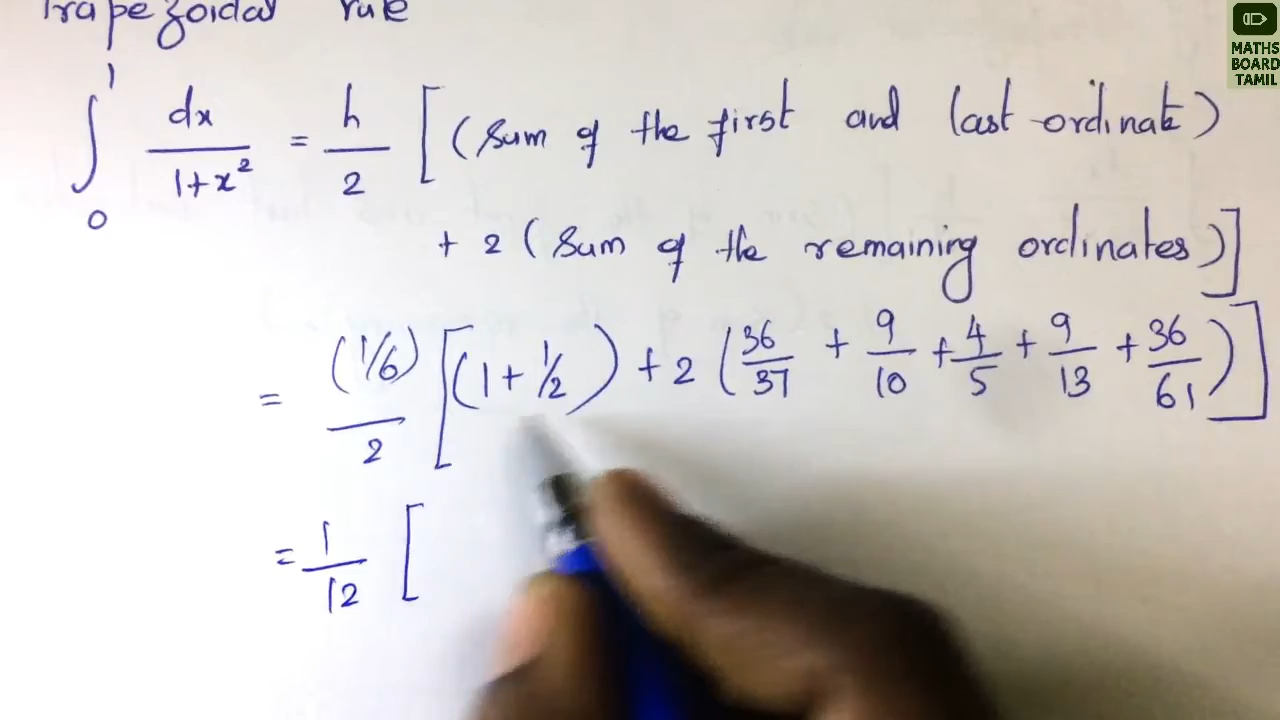 Trapezoidal rule
MATHS
BOARD
TAMIL
∫₀¹ dx/(1+x²) = h/2 [(Sum of the first and last ordinate)
+ 2 (Sum of the remaining ordinates)]
= (1/6)/2 [(1 + 1/2) + 2 (36/37 + 9/10 + 4/5 + 9/13 + 36/61)]
= 1/12 [